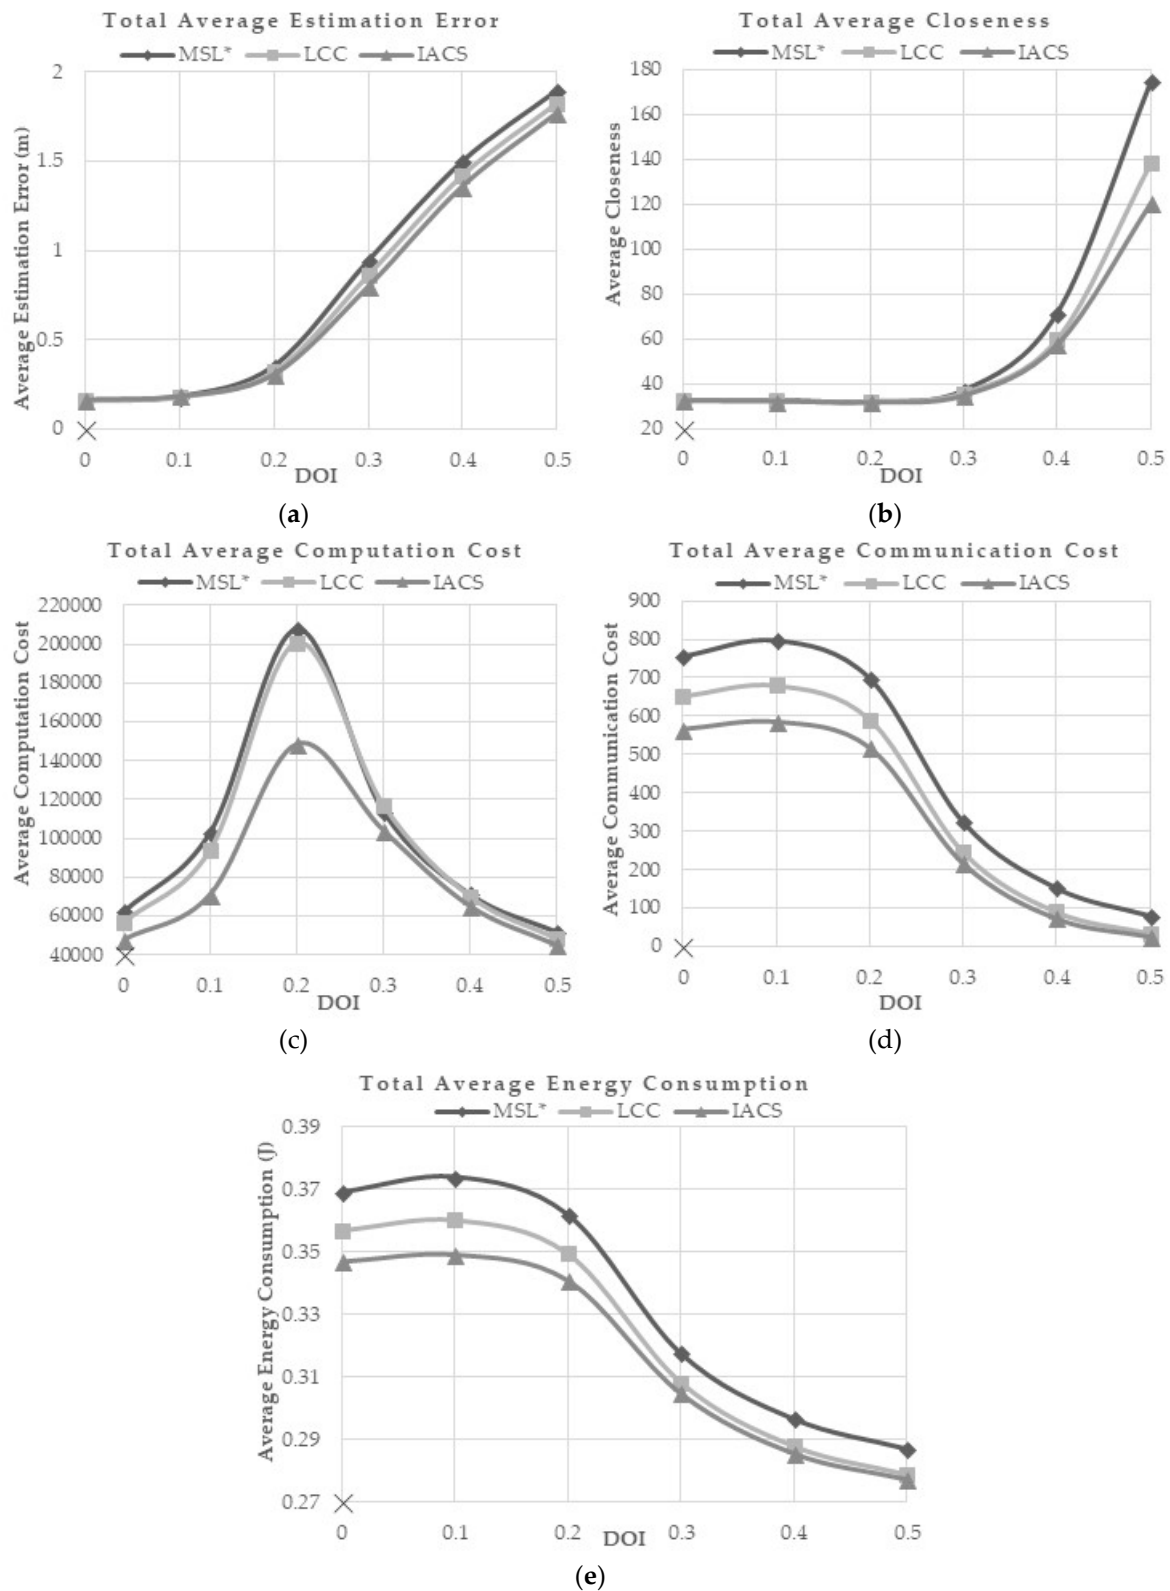 Total Average Estimation Error
MSL* LCC IACS
Average Estimation Error (m)
2
1.5
1
0.5
0
0 0.1 0.2 0.3 0.4 0.5
DOI
(a)
Total Average Closeness
MSL* LCC IACS
Average Closeness
180
160
140
120
100
80
60
40
20
0 0.1 0.2 0.3 0.4 0.5
DOI
(b)
Total Average Computation Cost
MSL* LCC IACS
Average Computation Cost
220000
200000
180000
160000
140000
120000
100000
80000
60000
40000
0 0.1 0.2 0.3 0.4 0.5
DOI
(c)
Total Average Communication Cost
MSL* LCC IACS
Average Communication Cost
900
800
700
600
500
400
300
200
100
0
0 0.1 0.2 0.3 0.4 0.5
DOI
(d)
Total Average Energy Consumption
MSL* LCC IACS
Average Energy Consumption (J)
0.39
0.37
0.35
0.33
0.31
0.29
0.27
0 0.1 0.2 0.3 0.4 0.5
DOI
(e)